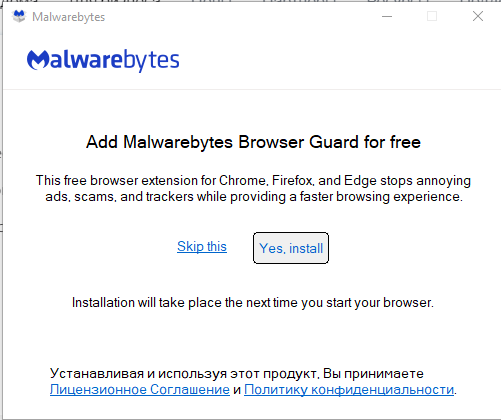 Malwarebytes
Malwarebytes
Add Malwarebytes Browser Guard for free
This free browser extension for Chrome, Firefox, and Edge stops annoying
ads, scams, and trackers while providing a faster browsing experience.
Skip this Yes, install
Installation will take place the next time you start your browser.
Устанавливая и используя этот продукт, Вы принимаете
Лицензионное Соглашение и Политику конфиденциальности.